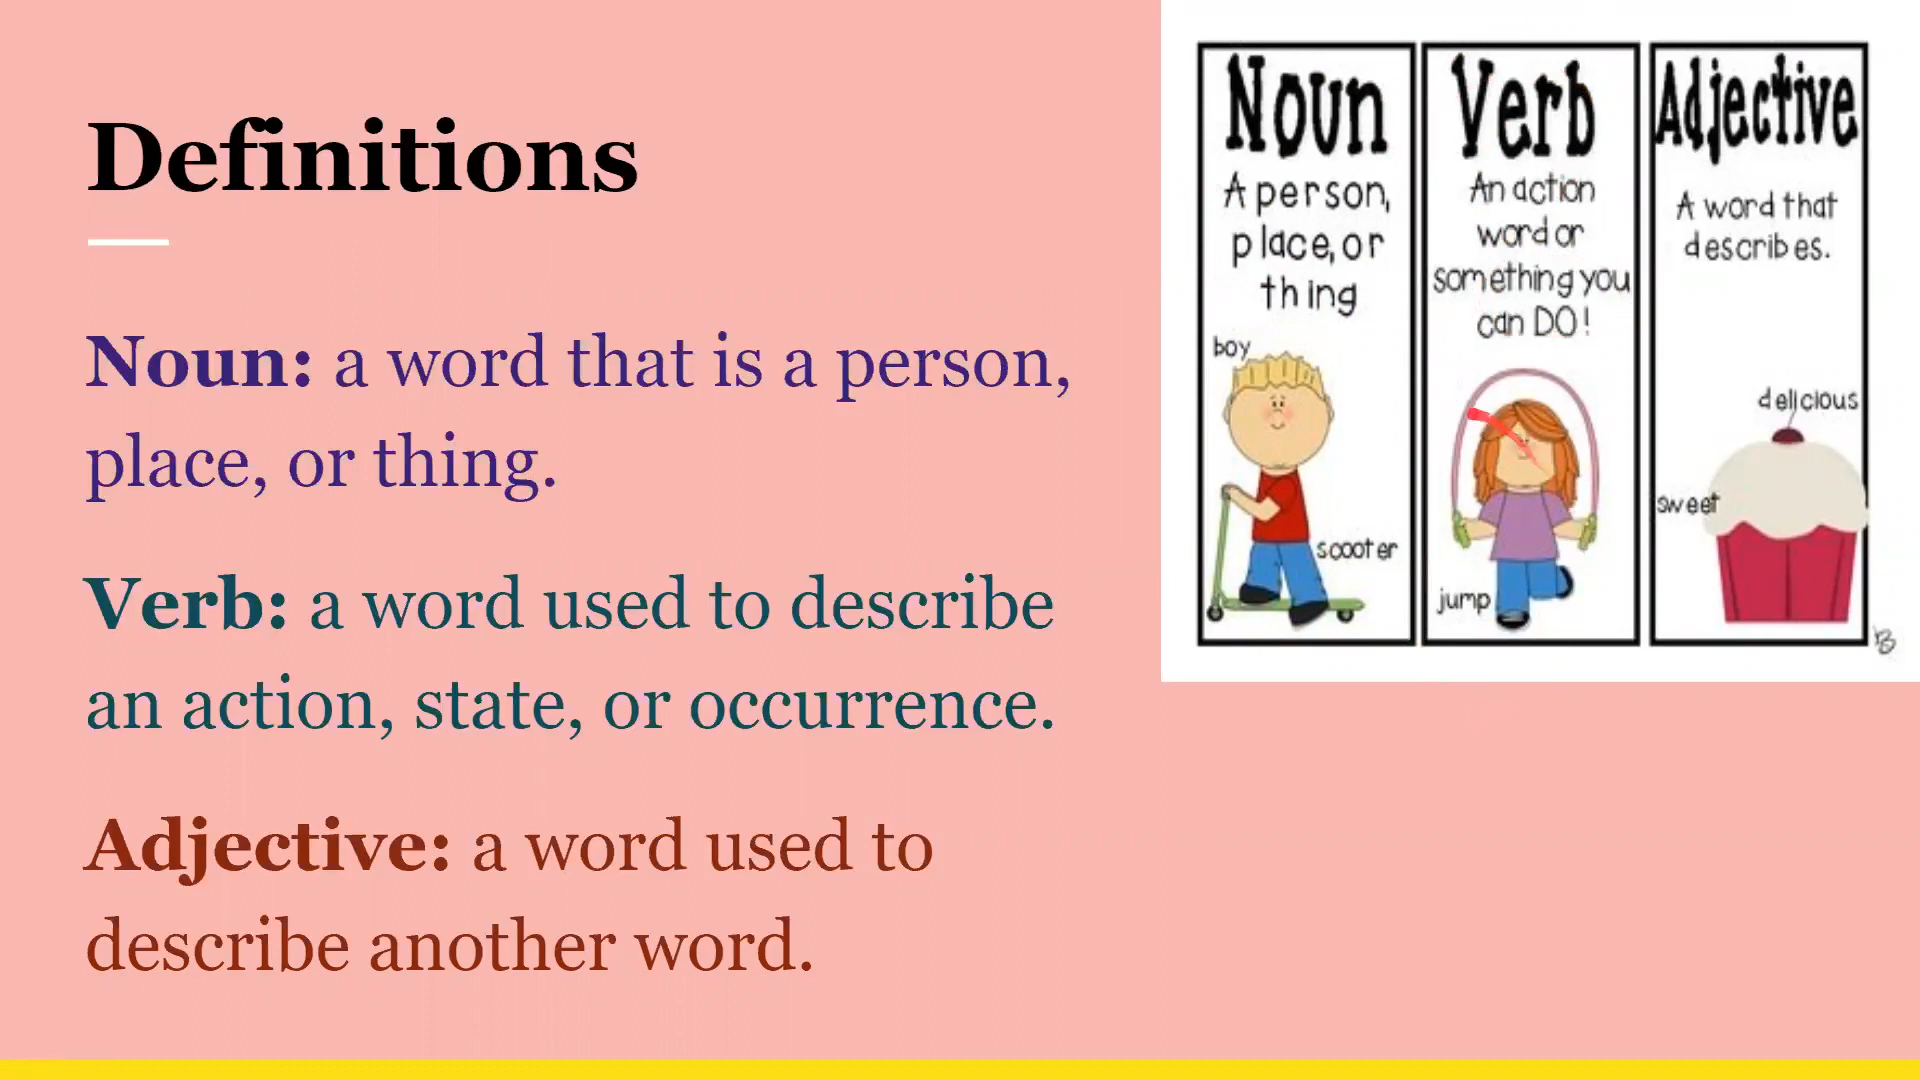 Definitions
Noun: a word that is a person,
place, or thing.
Verb: a word used to describe
an action, state, or occurrence.
Adjective: a word used to
describe another word.
Noun
A person,
place, or
thing
boy
scooter
Verb
An action
word or
something you
can DO!
jump
Adjective
A word that
describes.
delicious
sweet